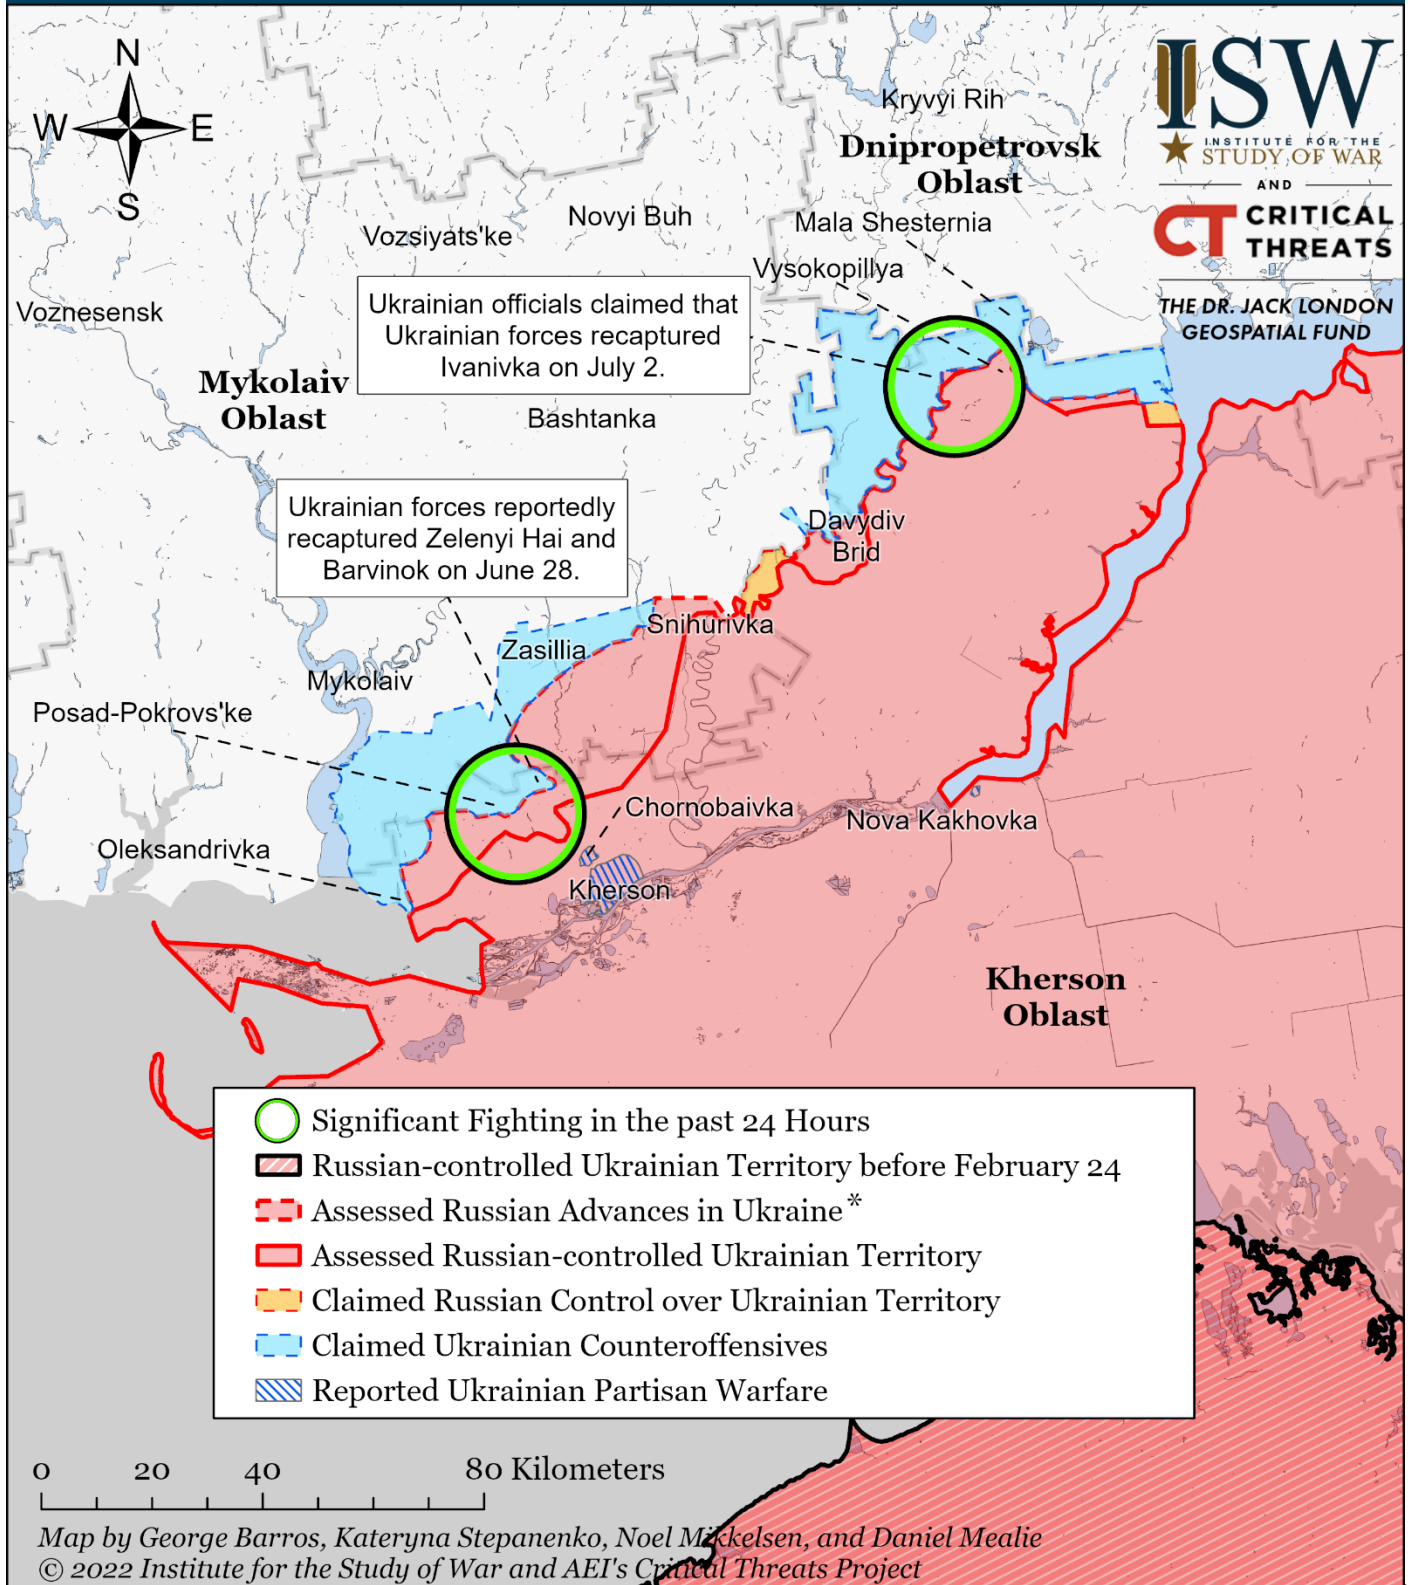 N
W
E
S
ISW
INSTITUTE FOR THE
STUDY OF WAR
AND
CT CRITICAL
THREATS
THE DR. JACK LONDON
GEOSPATIAL FUND
Kryvyi Rih
Dnipropetrovsk
Oblast
Mala Shesternia
Novyi Buh
Vozsiyats'ke
Vysokopillya
Voznesensk
Ukrainian officials claimed that
Ukrainian forces recaptured
Ivanivka on July 2.
Mykolaiv
Oblast
Bashtanka
Ukrainian forces reportedly
recaptured Zelenyi Hai and
Barvinok on June 28.
Davydiv
Brid
Snihurivka
Zasillia
Mykolaiv
Posad-Pokrovs'ke
Chornobaivka
Nova Kakhovka
Oleksandrivka
Kherson
Kherson
Oblast
Significant Fighting in the past 24 Hours
Russian-controlled Ukrainian Territory before February 24
Assessed Russian Advances in Ukraine*
Assessed Russian-controlled Ukrainian Territory
Claimed Russian Control over Ukrainian Territory
Claimed Ukrainian Counteroffensives
Reported Ukrainian Partisan Warfare
0 20 40 80 Kilometers
Map by George Barros, Kateryna Stepanenko, Noel Mikkelsen, and Daniel Mealie
© 2022 Institute for the Study of War and AEI's Critical Threats Project